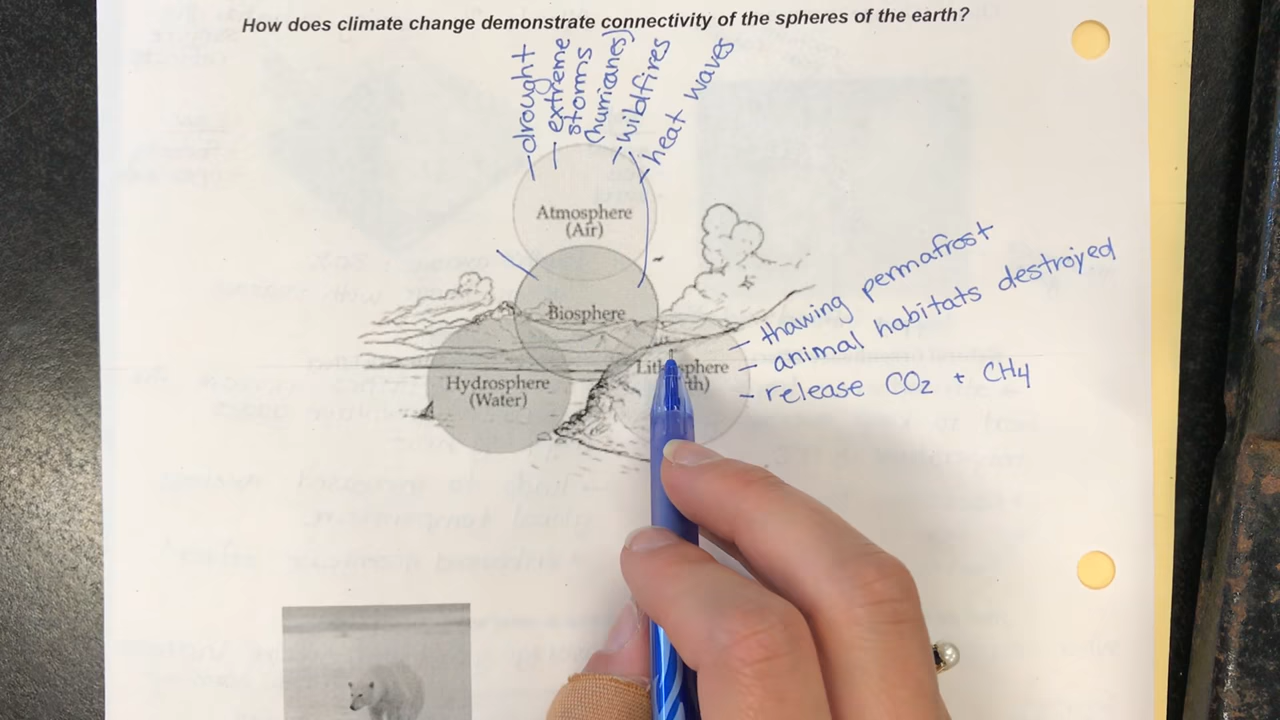 How does climate change demonstrate connectivity of the spheres of the earth?
- drought
- extreme
storms
(hurricanes)
- wildfires
- heat waves
Atmosphere
(Air)
Biosphere
Hydrosphere
(Water)
- thawing permafrost
- animal habitats destroyed
- release CO₂ + CH₄